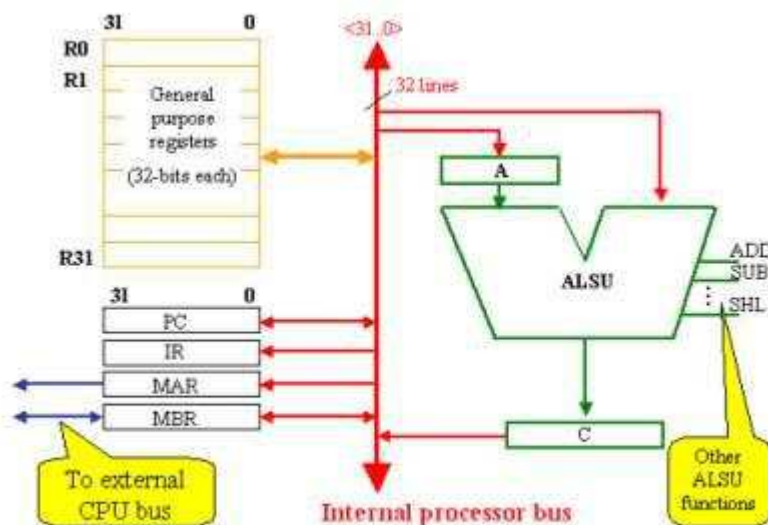 31 0
R0
R1
General
purpose
registers
(32-bits each)
R31
31 0
PC
IR
MAR
MBR
To external
CPU bus
<31..0>
32 lines
A
ALSU
ADD
SUB
⋮
SHL
C
Other
ALSU
functions
Internal processor bus